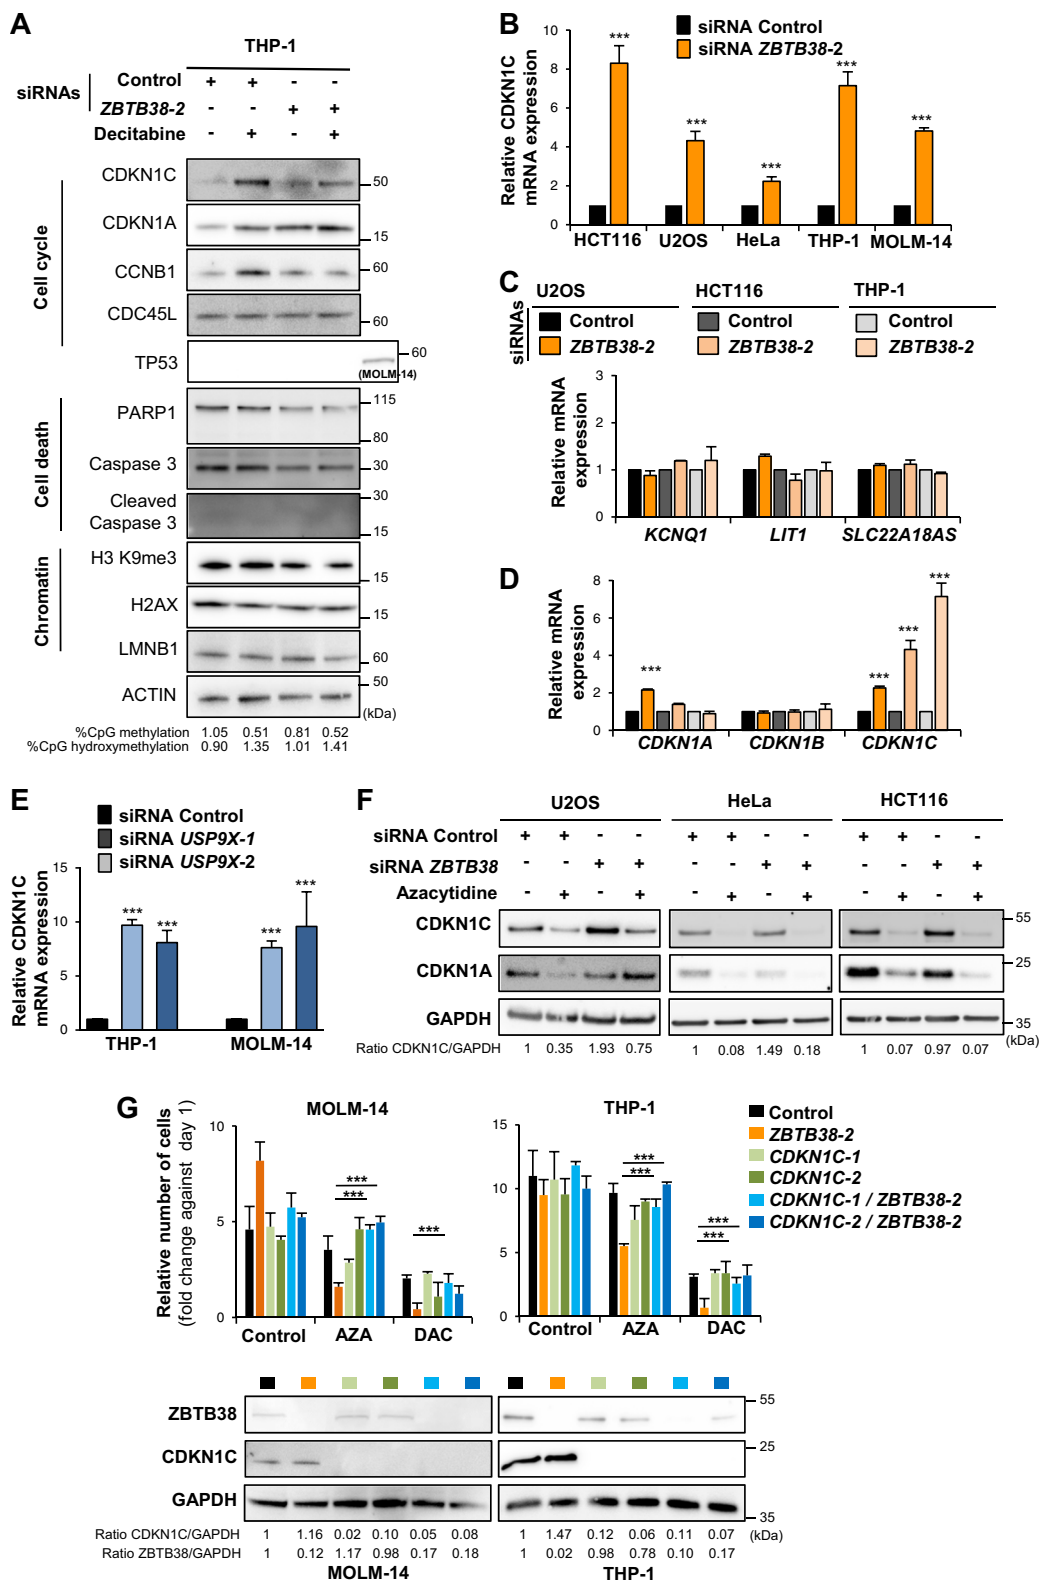 A
THP-1
siRNAs
Control + + - -
ZBTB38-2 - - + +
Decitabine - + - +
Cell cycle
CDKN1C
50
CDKN1A
15
CCNB1
60
CDC45L
60
TP53
60
(MOLM-14)
Cell death
PARP1
115
80
Caspase 3
30
Cleaved
Caspase 3
30
15
Chromatin
H3 K9me3
15
H2AX
15
LMNB1
60
ACTIN
50
(kDa)
%CpG methylation 1.05 0.51 0.81 0.52
%CpG hydroxymethylation 0.90 1.35 1.01 1.41
B
siRNA Control
siRNA ZBTB38-2
Relative CDKN1C
mRNA expression
10
8
6
4
2
0
*** *** *** *** ***
HCT116 U2OS HeLa THP-1 MOLM-14
C
U2OS HCT116 THP-1
siRNAs
Control Control Control
ZBTB38-2 ZBTB38-2 ZBTB38-2
Relative mRNA
expression
3
2
1
0
KCNQ1 LIT1 SLC22A18AS
D
Relative mRNA
expression
8
6
4
2
0
*** *** *** ***
CDKN1A CDKN1B CDKN1C
E
siRNA Control
siRNA USP9X-1
siRNA USP9X-2
Relative CDKN1C
mRNA expression
15
10
5
0
*** *** *** ***
THP-1 MOLM-14
F
U2OS HeLa HCT116
siRNA Control + + - - + + - - + + - -
siRNA ZBTB38 - - + + - - + + - - + +
Azacytidine - + - + - + - + - + - +
CDKN1C
55
CDKN1A
25
GAPDH
35
(kDa)
Ratio CDKN1C/GAPDH 1 0.35 1.93 0.75 1 0.08 1.49 0.18 1 0.07 0.97 0.07
G
MOLM-14
Relative number of cells
(fold change against day 1)
10
5
0
*** *** ***
Control AZA DAC
THP-1
15
10
5
0
*** *** *** ***
Control AZA DAC
Control
ZBTB38-2
CDKN1C-1
CDKN1C-2
CDKN1C-1 / ZBTB38-2
CDKN1C-2 / ZBTB38-2
ZBTB38
55
CDKN1C
25
GAPDH
35
(kDa)
Ratio CDKN1C/GAPDH 1 1.16 0.02 0.10 0.05 0.08 1 1.47 0.12 0.06 0.11 0.07
Ratio ZBTB38/GAPDH 1 0.12 1.17 0.98 0.17 0.18 1 0.02 0.98 0.78 0.10 0.17
MOLM-14 THP-1